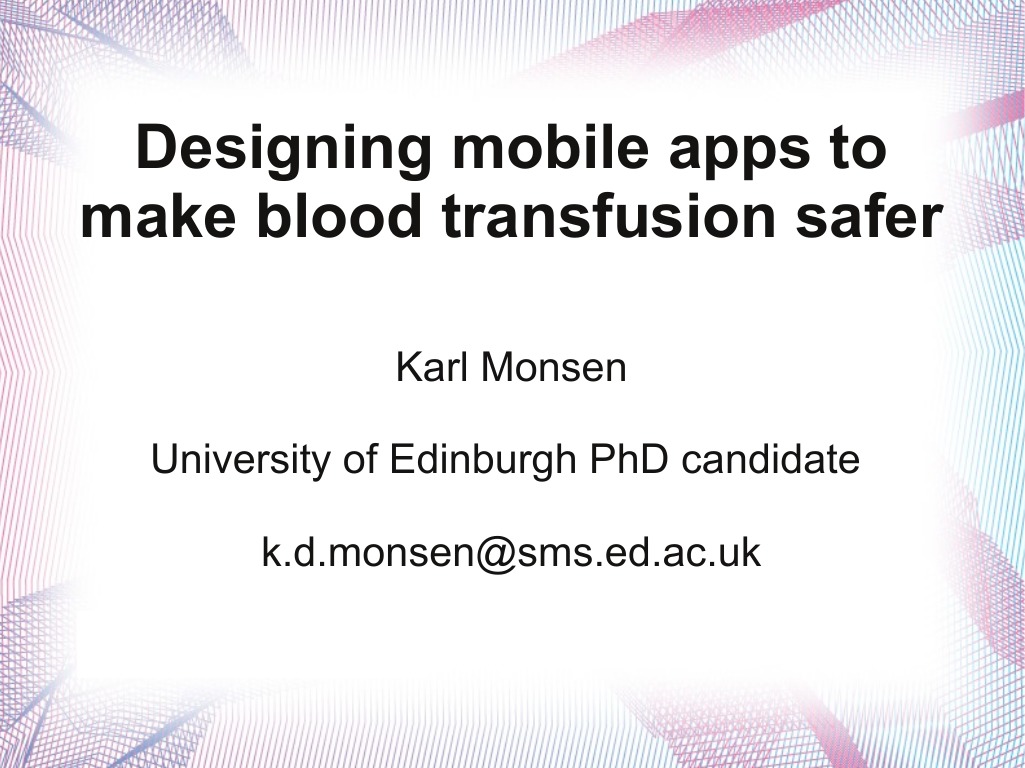 Designing mobile apps to
make blood transfusion safer
Karl Monsen
University of Edinburgh PhD candidate
k.d.monsen@sms.ed.ac.uk